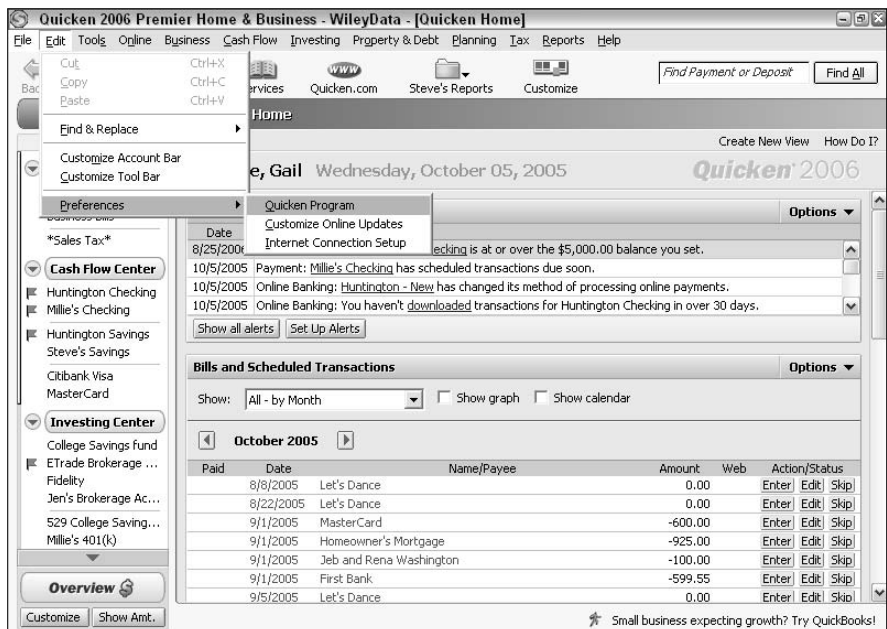 Quicken 2006 Premier Home & Business - WileyData - [Quicken Home]
File Edit Tools Online Business Cash Flow Investing Property & Debt Planning Tax Reports Help
Cut Ctrl+X
Copy Ctrl+C
Paste Ctrl+V
Find & Replace
Customize Account Bar
Customize Tool Bar
Preferences
Quicken Program
Customize Online Updates
Internet Connection Setup
Quicken.com Steve's Reports Customize
Find Payment or Deposit Find All
Home
Create New View How Do I?
e, Gail Wednesday, October 05, 2005 Quicken 2006
Options
Date
8/25/2006 ecking is at or over the $5,000.00 balance you set.
10/5/2005 Payment: Millie's Checking has scheduled transactions due soon.
10/5/2005 Online Banking: Huntington - New has changed its method of processing online payments.
10/5/2005 Online Banking: You haven't downloaded transactions for Huntington Checking in over 30 days.
Show all alerts Set Up Alerts
*Sales Tax*
Cash Flow Center
Huntington Checking
Millie's Checking
Huntington Savings
Steve's Savings
Citibank Visa
MasterCard
Investing Center
College Savings fund
ETrade Brokerage ...
Fidelity
Jen's Brokerage Ac...
529 College Saving...
Millie's 401(k)
Overview
Customize Show Amt.
Bills and Scheduled Transactions Options
Show: All - by Month Show graph Show calendar
October 2005
Paid Date Name/Payee Amount Web Action/Status
8/8/2005 Let's Dance 0.00 Enter Edit Skip
8/22/2005 Let's Dance 0.00 Enter Edit Skip
9/1/2005 MasterCard -600.00 Enter Edit Skip
9/1/2005 Homeowner's Mortgage -925.00 Enter Edit Skip
9/1/2005 Jeb and Rena Washington -100.00 Enter Edit Skip
9/1/2005 First Bank -599.55 Enter Edit Skip
9/5/2005 Let's Dance 0.00 Enter Edit Skip
Small business expecting growth? Try QuickBooks!